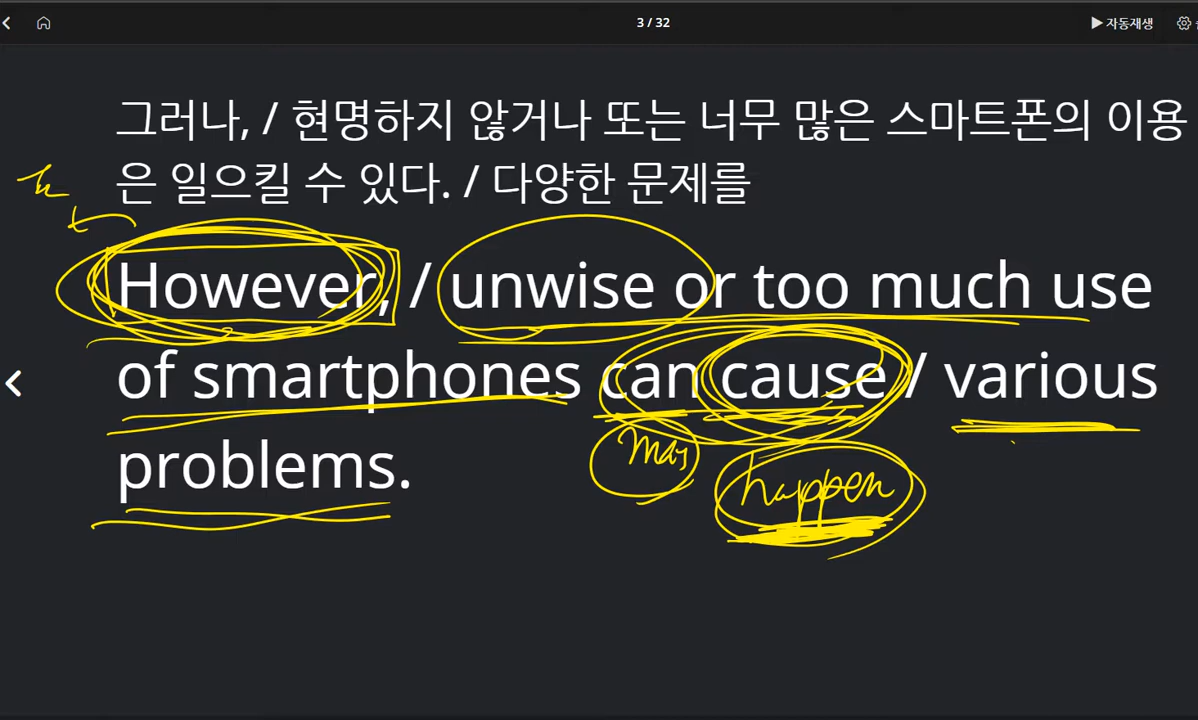 3 / 32
자동재생
그러나, / 현명하지 않거나 또는 너무 많은 스마트폰의 이용
은 일으킬 수 있다. / 다양한 문제를
However, / unwise or too much use
of smartphones can cause / various
problems.
may
happen